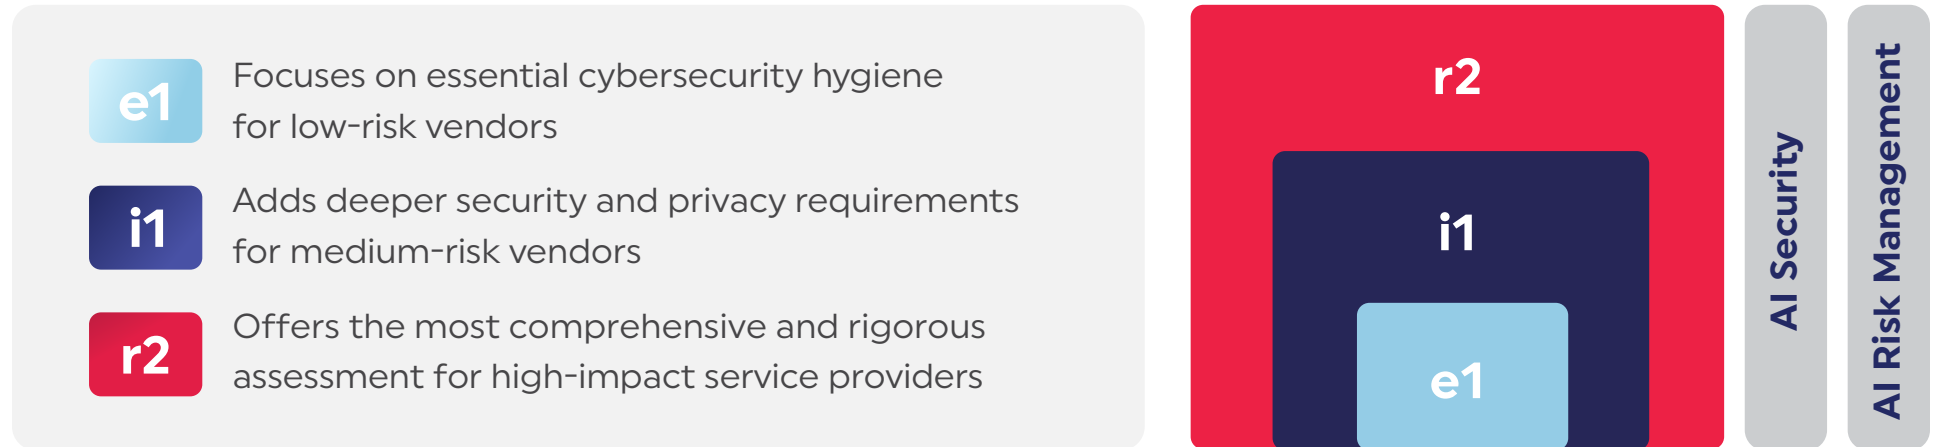 e1
Focuses on essential cybersecurity hygiene
for low-risk vendors
i1
Adds deeper security and privacy requirements
for medium-risk vendors
r2
Offers the most comprehensive and rigorous
assessment for high-impact service providers
r2
i1
e1
AI Security
AI Risk Management